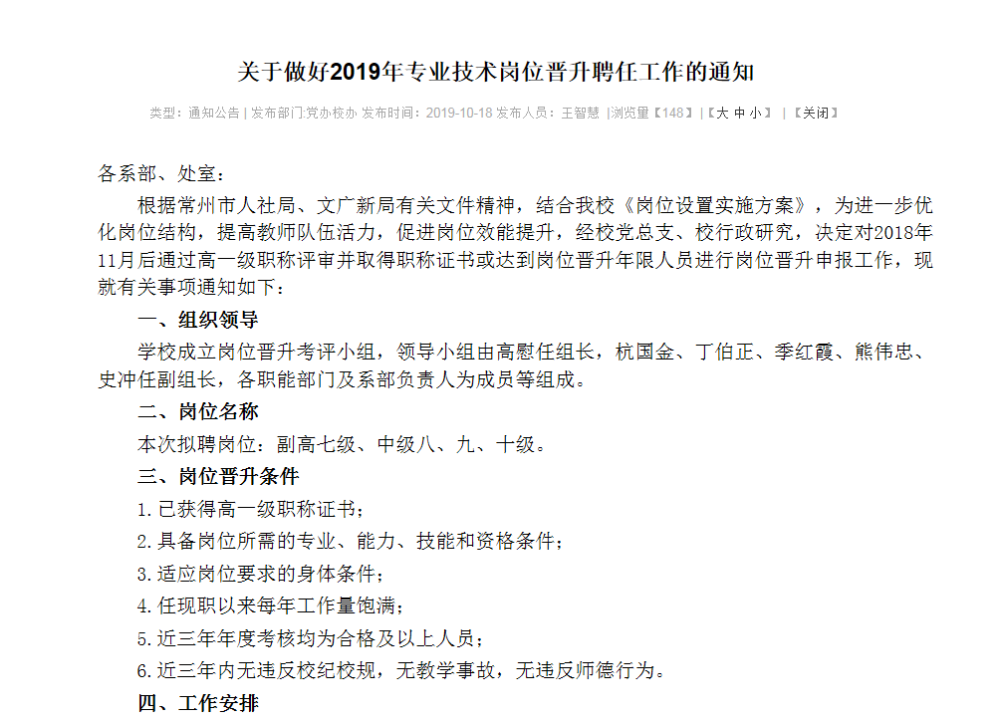 关于做好2019年专业技术岗位晋升聘任工作的通知
类型：通知公告 | 发布部门:党办校办 发布时间：2019-10-18 发布人员：王智慧 |浏览量【148】 |【大 中 小】 | 【关闭】
各系部、处室：
根据常州市人社局、文广新局有关文件精神，结合我校《岗位设置实施方案》，为进一步优
化岗位结构，提高教师队伍活力，促进岗位效能提升，经校党总支、校行政研究，决定对2018年
11月后通过高一级职称评审并取得职称证书或达到岗位晋升年限人员进行岗位晋升申报工作，现
就有关事项通知如下：
一、组织领导
学校成立岗位晋升考评小组，领导小组由高慰任组长，杭国金、丁伯正、季红霞、熊伟忠、
史冲任副组长，各职能部门及系部负责人为成员等组成。
二、岗位名称
本次拟聘岗位：副高七级、中级八、九、十级。
三、岗位晋升条件
1.已获得高一级职称证书；
2.具备岗位所需的专业、能力、技能和资格条件；
3.适应岗位要求的身体条件；
4.任现职以来每年工作量饱满；
5.近三年年度考核均为合格及以上人员；
6.近三年内无违反校纪校规，无教学事故，无违反师德行为。
四、工作安排